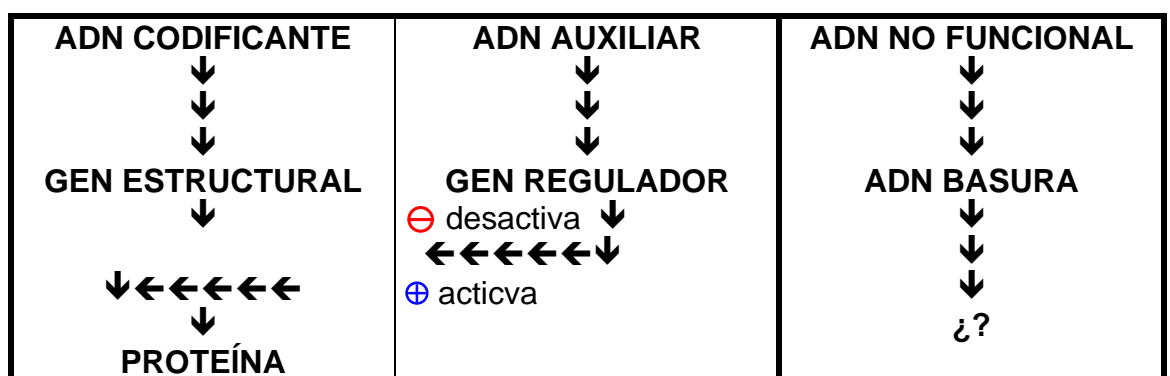 ADN CODIFICANTE
GEN ESTRUCTURAL
PROTEÍNA
ADN AUXILIAR
GEN REGULADOR
⊖ desactiva
⊕ acticva
ADN NO FUNCIONAL
ADN BASURA
¿?